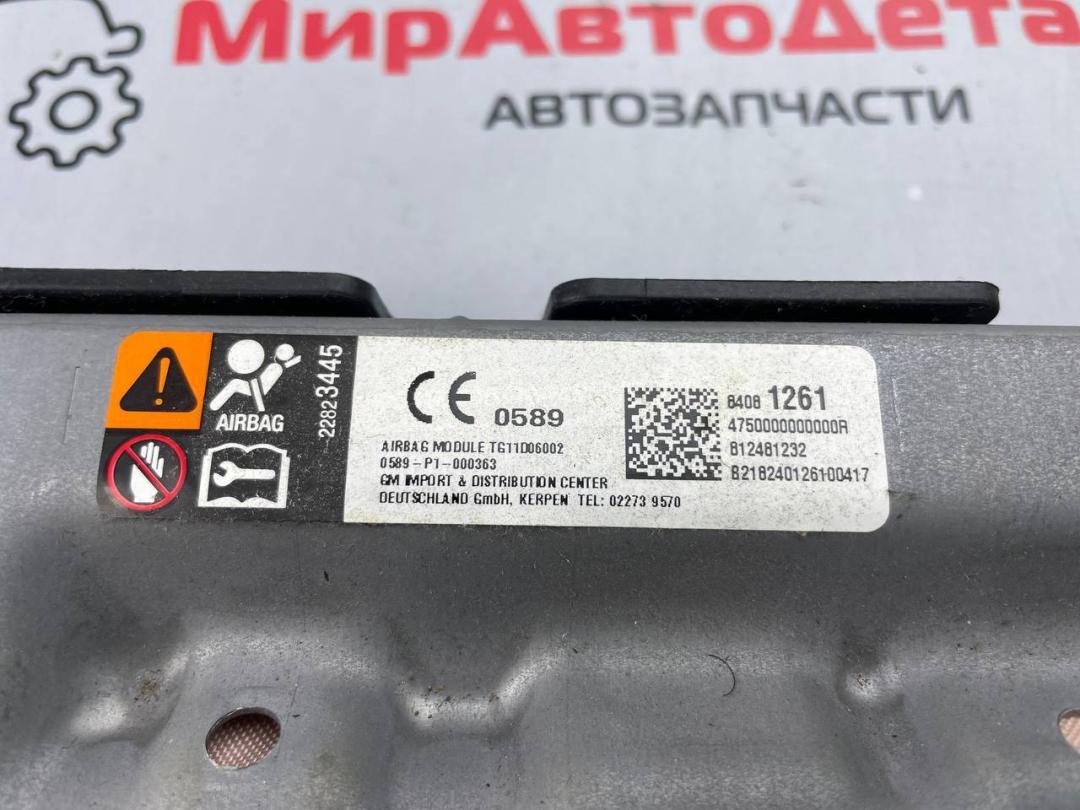 МирАвтоДета
АВТОЗАПЧАСТИ
AIRBAG
22823445
CE 0589
AIRBAG MODULE TG11D06002
0589-P1-000363
GM IMPORT & DISTRIBUTION CENTER
DEUTSCHLAND GmbH, KERPEN TEL: 02273 9570
8408 1261
4750000000000R
812481232
B218240126100417